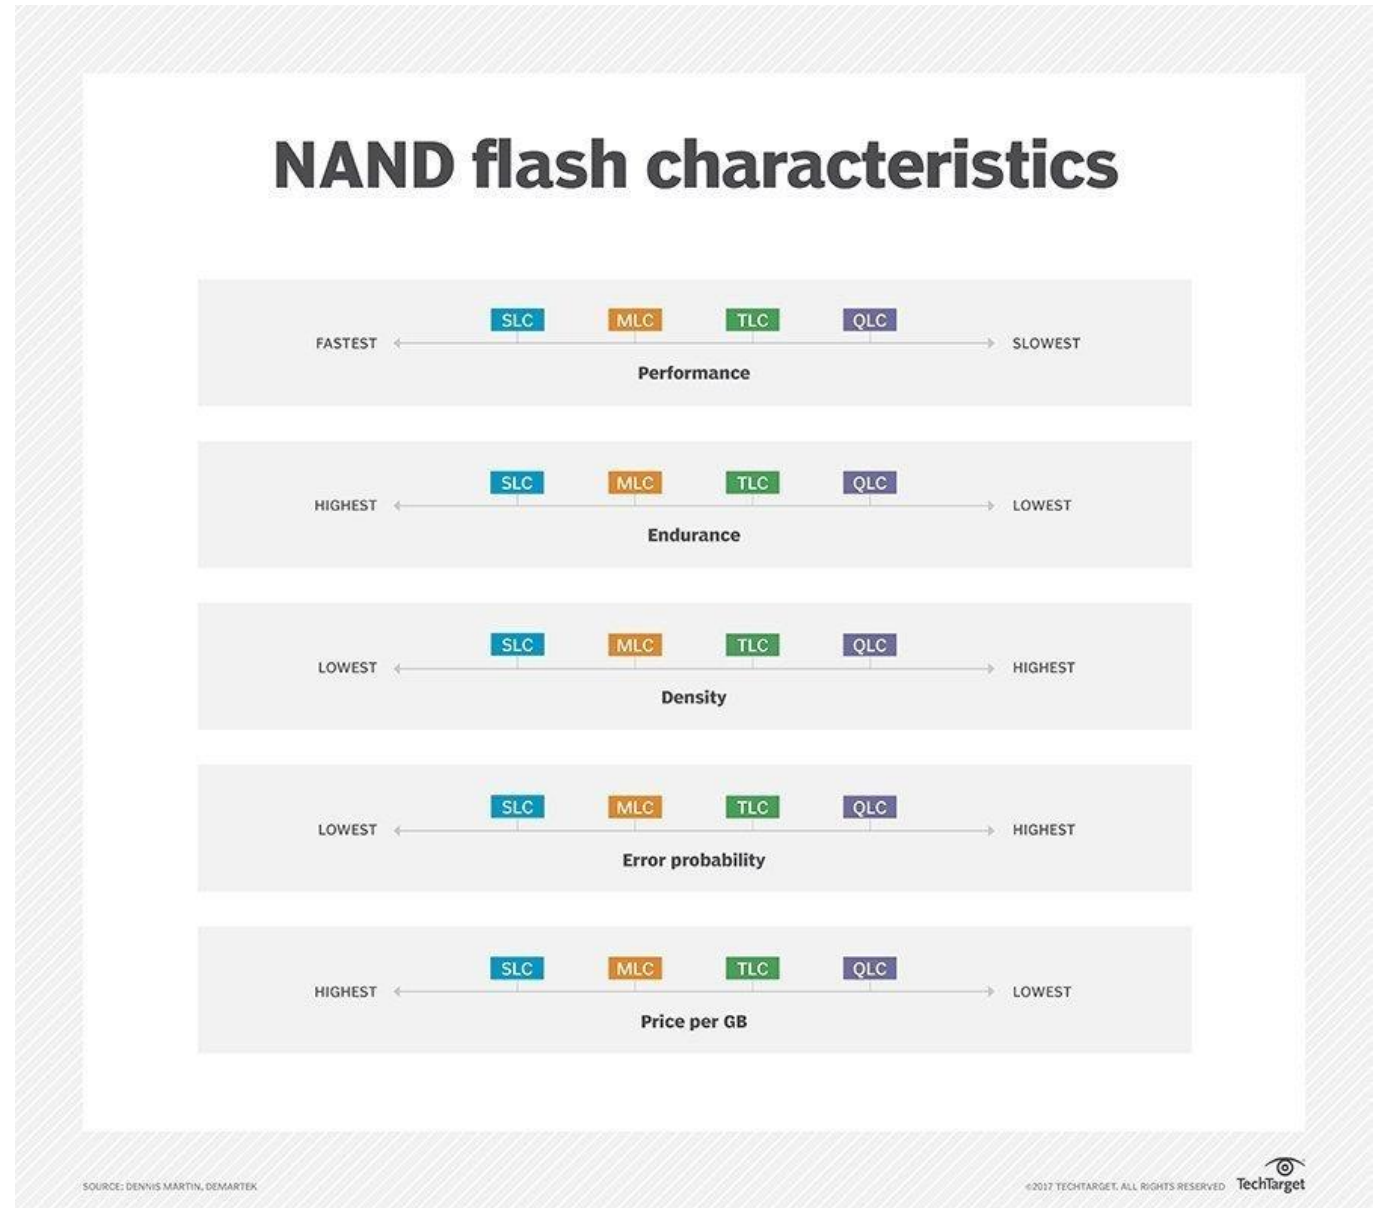 NAND flash characteristics
SLC MLC TLC QLC
FASTEST SLOWEST
Performance
SLC MLC TLC QLC
HIGHEST LOWEST
Endurance
SLC MLC TLC QLC
LOWEST HIGHEST
Density
SLC MLC TLC QLC
LOWEST HIGHEST
Error probability
SLC MLC TLC QLC
HIGHEST LOWEST
Price per GB
SOURCE: DENNIS MARTIN, DEMARTEK
©2017 TECHTARGET. ALL RIGHTS RESERVED TechTarget